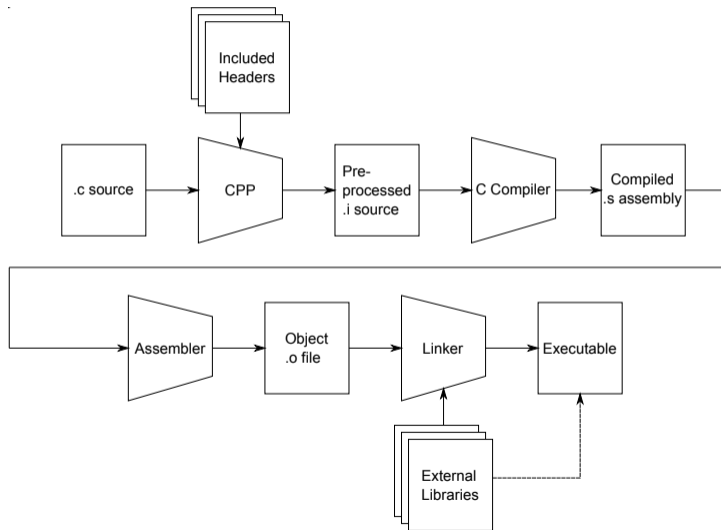 Included
Headers
.c source
CPP
Pre-
processed
.i source
C Compiler
Compiled
.s assembly
Assembler
Object
.o file
Linker
Executable
External
Libraries